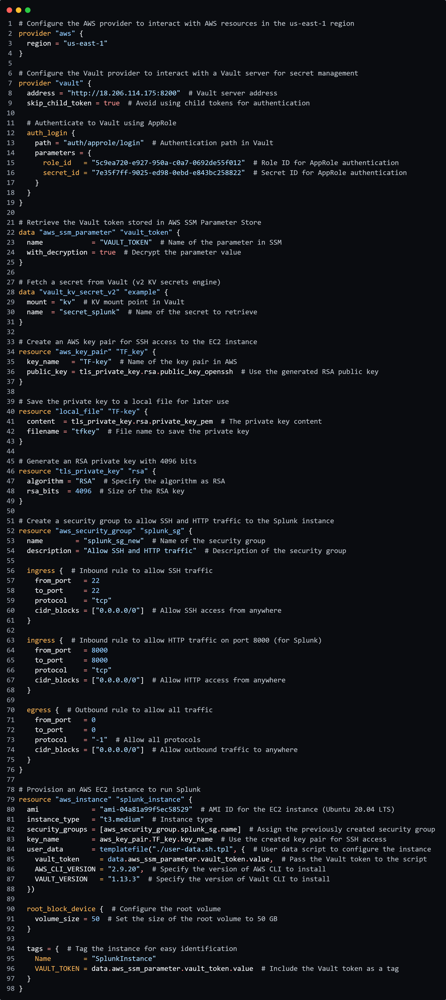 1 # Configure the AWS provider to interact with AWS resources in the us-east-1 region
2 provider "aws" {
3   region = "us-east-1"
4 }
5
6 # Configure the Vault provider to interact with a Vault server for secret management
7 provider "vault" {
8   address = "http://18.206.114.175:8200"  # Vault server address
9   skip_child_token = true  # Avoid using child tokens for authentication
10
11   # Authenticate to Vault using AppRole
12   auth_login {
13     path = "auth/approle/login"  # Authentication path in Vault
14     parameters = {
15       role_id   = "5c9ea720-e927-950a-c0a7-0692de55f012"  # Role ID for AppRole authentication
16       secret_id = "7e35f7ff-9025-ed98-0ebd-e843bc258822"  # Secret ID for AppRole authentication
17     }
18   }
19 }
20
21 # Retrieve the Vault token stored in AWS SSM Parameter Store
22 data "aws_ssm_parameter" "vault_token" {
23   name            = "VAULT_TOKEN"  # Name of the parameter in SSM
24   with_decryption = true  # Decrypt the parameter value
25 }
26
27 # Fetch a secret from Vault (v2 KV secrets engine)
28 data "vault_kv_secret_v2" "example" {
29   mount = "kv"  # KV mount point in Vault
30   name  = "secret_splunk"  # Name of the secret to retrieve
31 }
32
33 # Create an AWS key pair for SSH access to the EC2 instance
34 resource "aws_key_pair" "TF_key" {
35   key_name   = "TF-key"  # Name of the key pair in AWS
36   public_key = tls_private_key.rsa.public_key_openssh  # Use the generated RSA public key
37 }
38
39 # Save the private key to a local file for later use
40 resource "local_file" "TF-key" {
41   content  = tls_private_key.rsa.private_key_pem  # The private key content
42   filename = "tfkey"  # File name to save the private key
43 }
44
45 # Generate an RSA private key with 4096 bits
46 resource "tls_private_key" "rsa" {
47   algorithm = "RSA"  # Specify the algorithm as RSA
48   rsa_bits  = 4096  # Size of the RSA key
49 }
50
51 # Create a security group to allow SSH and HTTP traffic to the Splunk instance
52 resource "aws_security_group" "splunk_sg" {
53   name        = "splunk_sg_new"  # Name of the security group
54   description = "Allow SSH and HTTP traffic"  # Description of the security group
55
56   ingress {  # Inbound rule to allow SSH traffic
57     from_port   = 22
58     to_port     = 22
59     protocol    = "tcp"
60     cidr_blocks = ["0.0.0.0/0"]  # Allow SSH access from anywhere
61   }
62
63   ingress {  # Inbound rule to allow HTTP traffic on port 8000 (for Splunk)
64     from_port   = 8000
65     to_port     = 8000
66     protocol    = "tcp"
67     cidr_blocks = ["0.0.0.0/0"]  # Allow HTTP access from anywhere
68   }
69
70   egress {  # Outbound rule to allow all traffic
71     from_port   = 0
72     to_port     = 0
73     protocol    = "-1"  # Allow all protocols
74     cidr_blocks = ["0.0.0.0/0"]  # Allow outbound traffic to anywhere
75   }
76 }
77
78 # Provision an AWS EC2 instance to run Splunk
79 resource "aws_instance" "splunk_instance" {
80   ami             = "ami-04a81a99f5ec58529"  # AMI ID for the EC2 instance (Ubuntu 20.04 LTS)
81   instance_type   = "t3.medium"  # Instance type
82   security_groups = [aws_security_group.splunk_sg.name]  # Assign the previously created security group
83   key_name        = aws_key_pair.TF_key.key_name  # Use the created key pair for SSH access
84   user_data       = templatefile("./user-data.sh.tpl", {  # User data script to configure the instance
85     vault_token     = data.aws_ssm_parameter.vault_token.value,  # Pass the Vault token to the script
86     AWS_CLI_VERSION = "2.9.20",  # Specify the version of AWS CLI to install
87     VAULT_VERSION   = "1.13.3"  # Specify the version of Vault CLI to install
88   })
89
90   root_block_device {  # Configure the root volume
91     volume_size = 50  # Set the size of the root volume to 50 GB
92   }
93
94   tags = {  # Tag the instance for easy identification
95     Name        = "SplunkInstance"
96     VAULT_TOKEN = data.aws_ssm_parameter.vault_token.value  # Include the Vault token as a tag
97   }
98 }